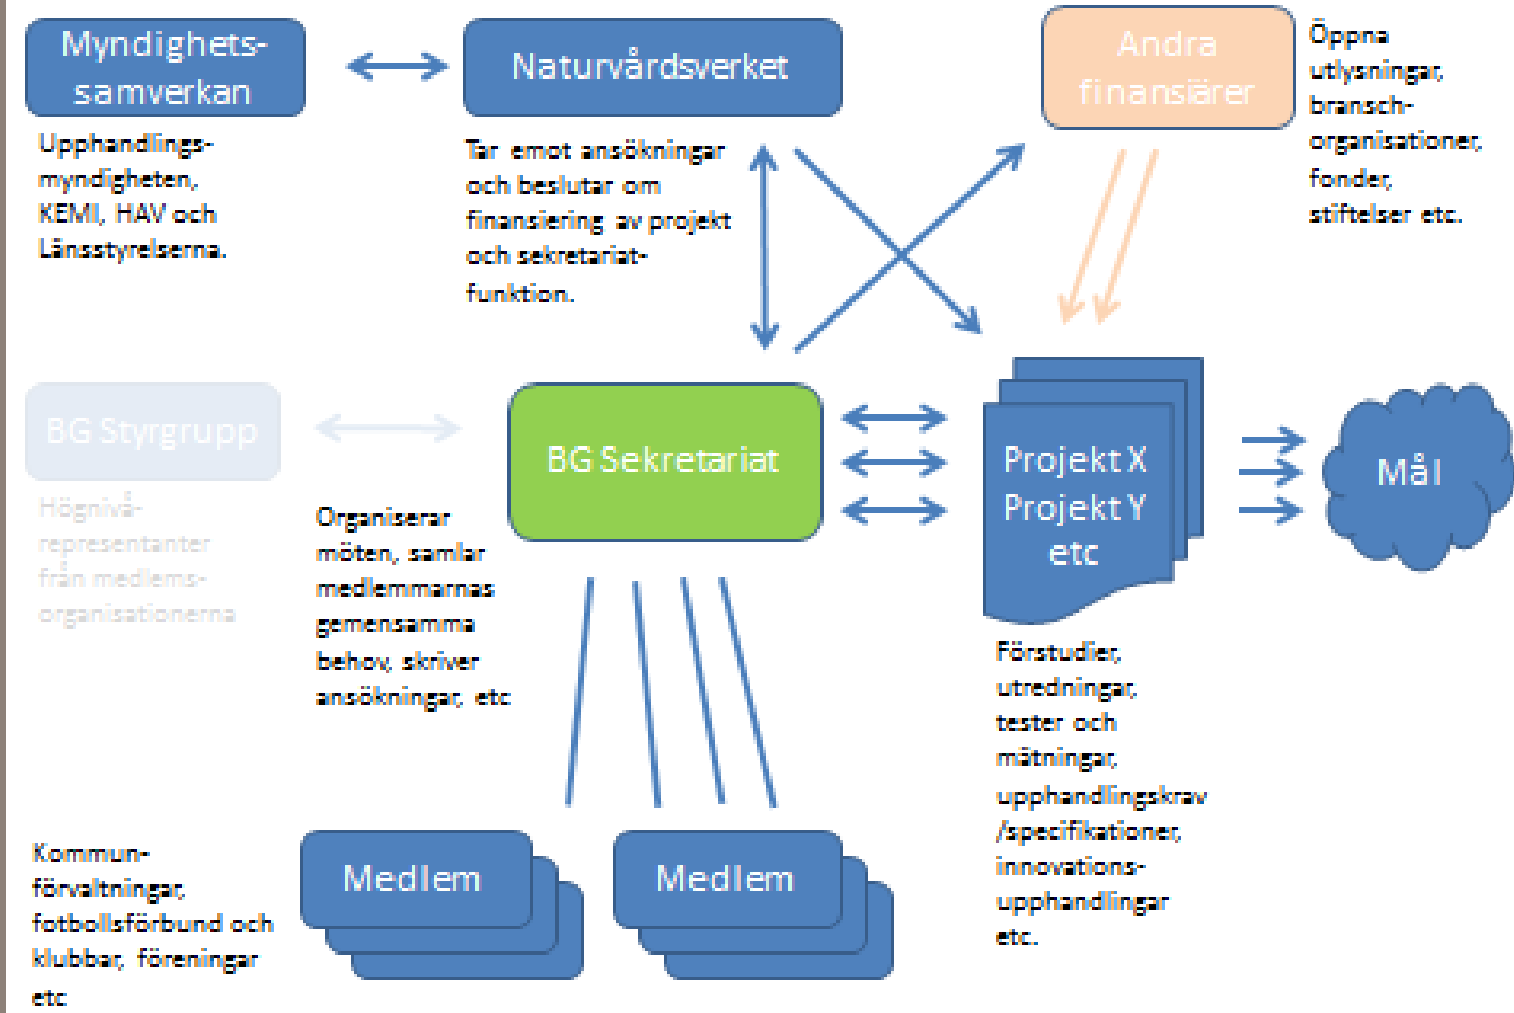 Myndighets-
samverkan
Upphandlings-
myndigheten,
KEMI, HAV och
Länsstyrelserna.
Naturvårdsverket
Tar emot ansökningar
och beslutar om
finansiering av projekt
och sekretariat-
funktion.
Andra
finansiärer
Öppna
utlysningar,
bransch-
organisationer,
fonder,
stiftelser etc.
BG Styrgrupp
Högnivå-
representanter
från medlems-
organisationerna
BG Sekretariat
Organiserar
möten, samlar
medlemmarnas
gemensamma
behov, skriver
ansökningar, etc
Projekt X
Projekt Y
etc
Förstudier,
utredningar,
tester och
mätningar,
upphandlingskrav
/specifikationer,
innovations-
upphandlingar
etc.
Mål
Kommun-
förvaltningar,
fotbollsförbund och
klubbar, föreningar
etc
Medlem
Medlem